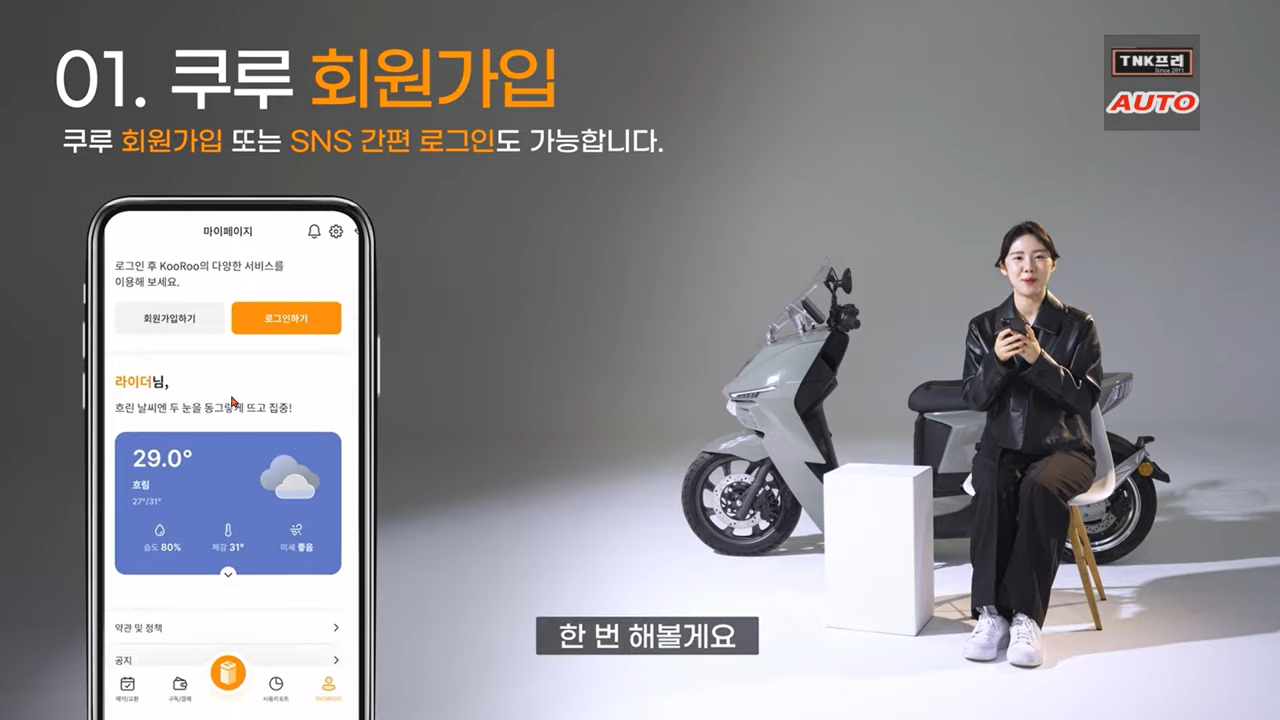 01. 쿠루 회원가입
쿠루 회원가입 또는 SNS 간편 로그인도 가능합니다.
TNK프리
Since 2011
AUTO
마이페이지
로그인 후 KooRoo의 다양한 서비스를
이용해 보세요.
회원가입하기
로그인하기
라이더님,
흐린 날씨엔 두 눈을 동그랗게 뜨고 집중!
29.0°
흐림
27°/31°
습도 80%
체감 31°
미세 좋음
약관 및 정책
공지
예약/교환
구독/결제
사용리포트
마이페이지
한 번 해볼게요